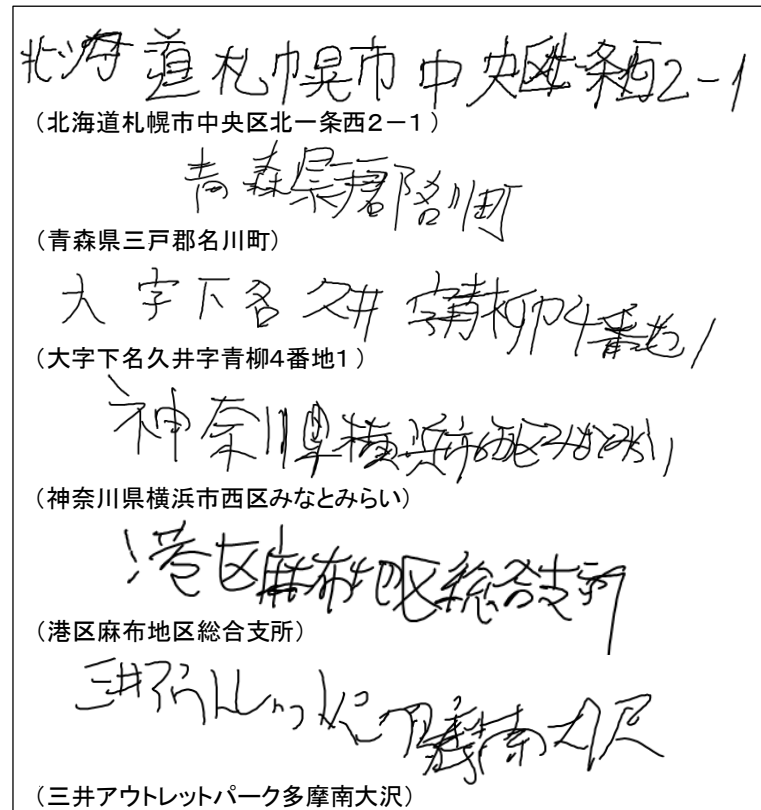 北海道札幌市中央区北一条西2-1
（北海道札幌市中央区北一条西２－１）
青森県三戸郡名川町
（青森県三戸郡名川町）
大字下名久井字青柳4番地1
（大字下名久井字青柳4番地1）
神奈川県横浜市西区みなとみらい
（神奈川県横浜市西区みなとみらい）
港区麻布地区総合支所
（港区麻布地区総合支所）
三井アウトレットパーク多摩南大沢
（三井アウトレットパーク多摩南大沢）